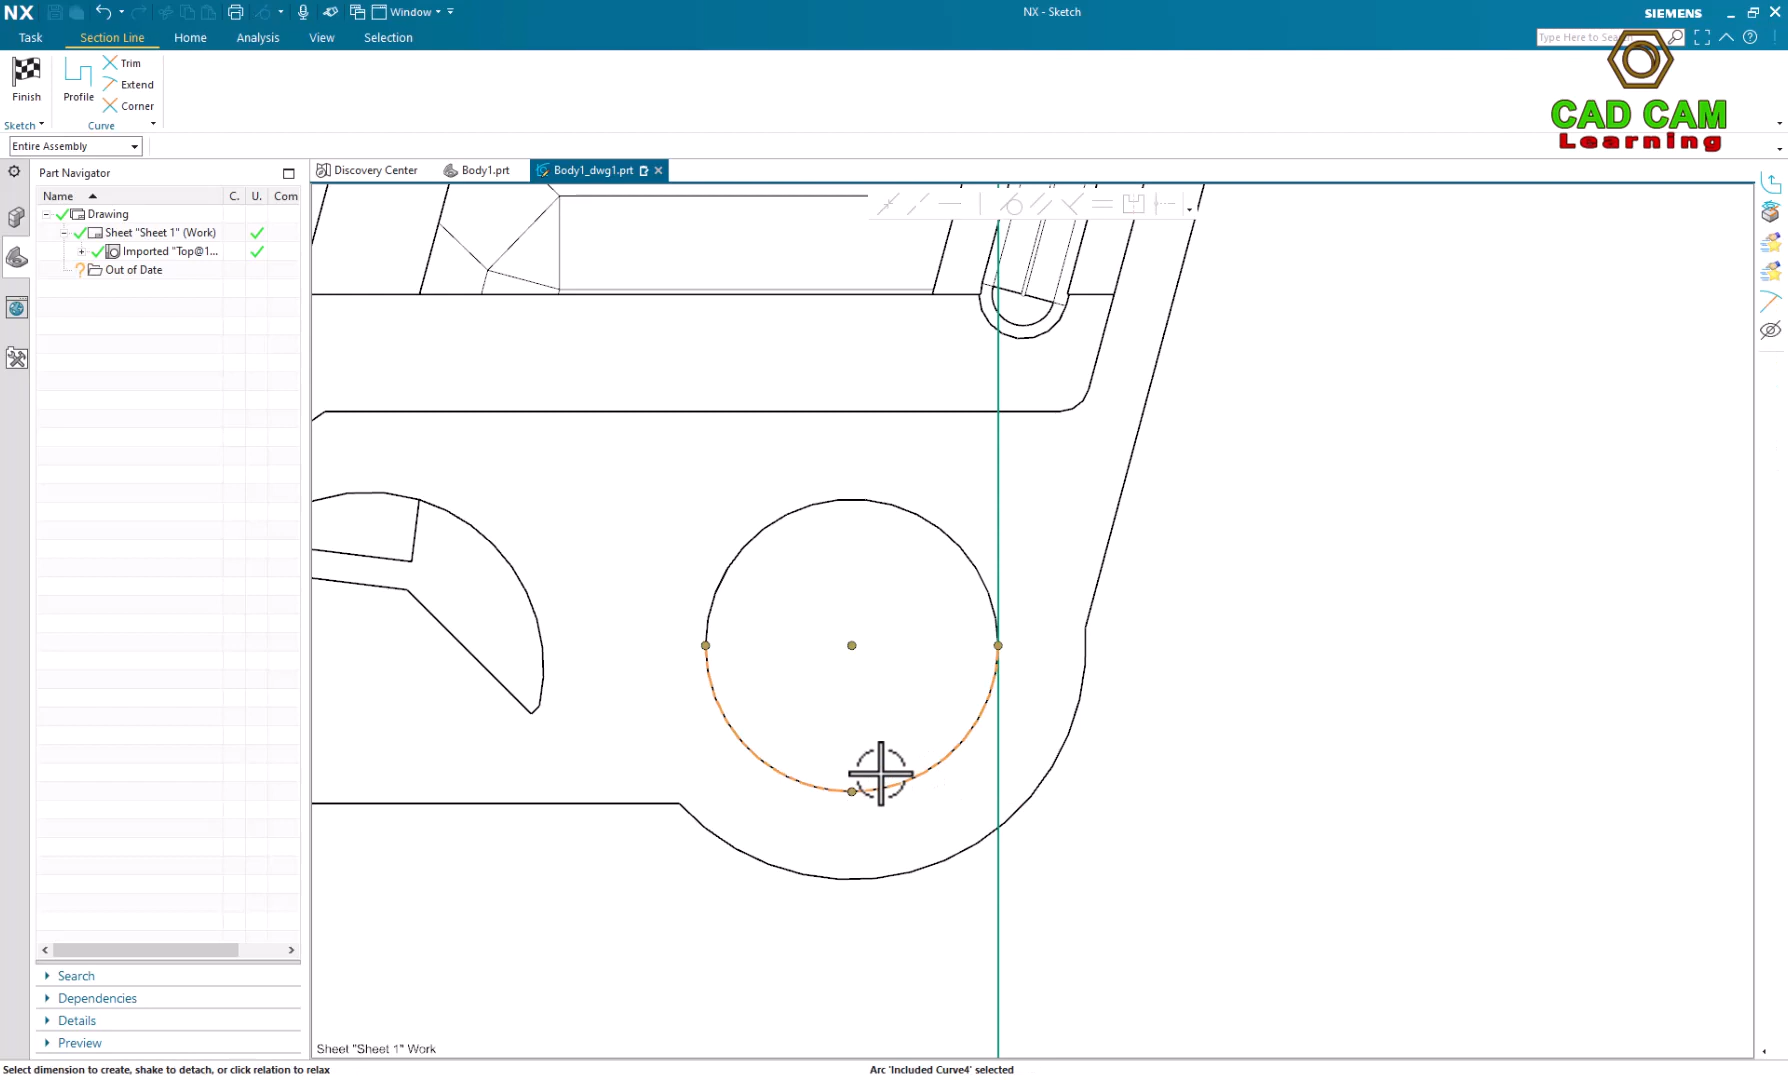 NX
Window
NX - Sketch
SIEMENS
Task
Section Line
Home
Analysis
View
Selection
Type Here to Sea
Finish
Profile
Trim
Extend
Corner
Sketch
Curve
CAD CAM
Learning
Entire Assembly
Part Navigator
Discovery Center
Body1.prt
Body1_dwg1.prt
Name
C.
U.
Com
Drawing
Sheet "Sheet 1" (Work)
Imported "Top@1...
Out of Date
Search
Dependencies
Details
Preview
Sheet "Sheet 1" Work
Select dimension to create, shake to detach, or click relation to relax
Arc 'Included Curve4' selected